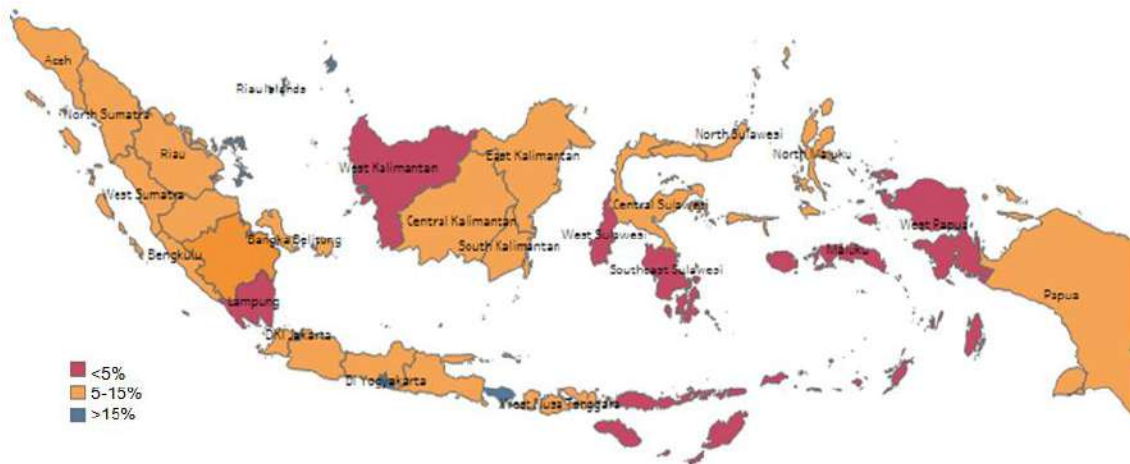 Aceh
Riau Islands
North Sumatra
North Sulawesi
Riau
East Kalimantan
North Maluku
West Kalimantan
West Sumatra
Central Sulawesi
Central Kalimantan
West Papua
Bangka Belitung
West Sulawesi
South Kalimantan
Bengkulu
Maluku
Southeast Sulawesi
Lampung
Papua
DKI Jakarta
<5%
DI Yogyakarta
5-15%
West Nusa Tenggara
>15%